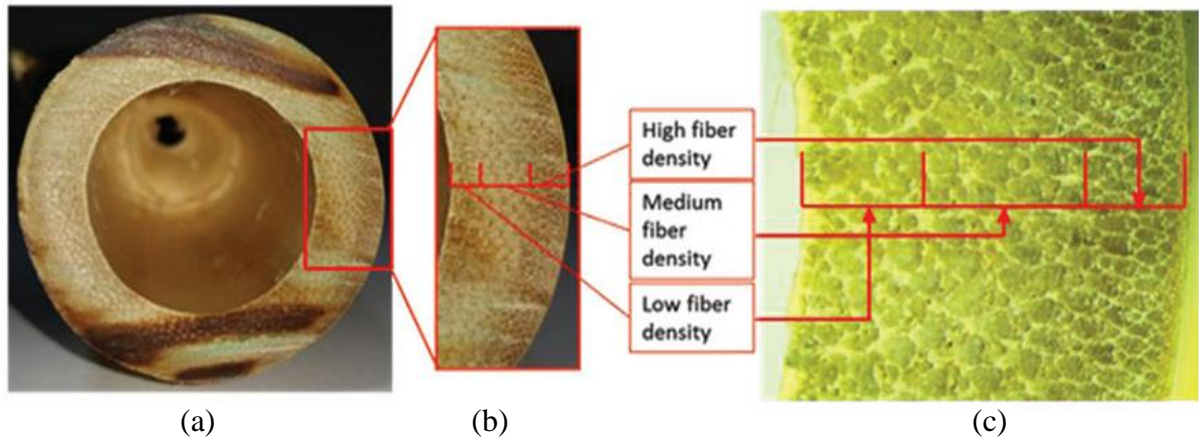 High fiber
density
Medium
fiber
density
Low fiber
density
(a)
(b)
(c)